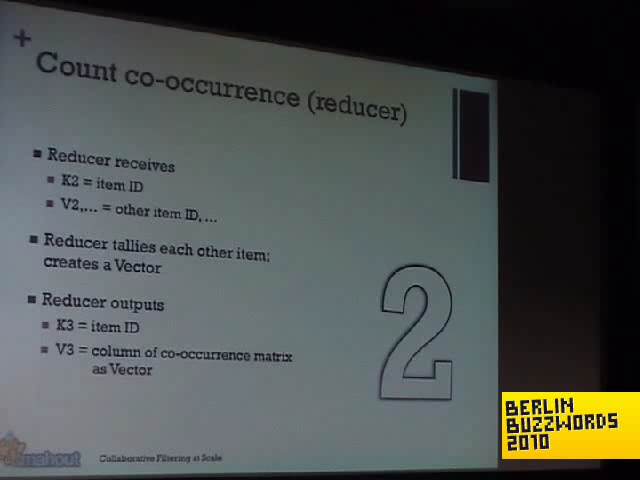 +
Count co-occurrence (reducer)
Reducer receives
K2 = item ID
V2,... = other item ID, ...
Reducer tallies each other item;
creates a Vector
Reducer outputs
K3 = item ID
V3 = column of co-occurrence matrix
as Vector
2
mahout
Collaborative Filtering at Scale
BERLIN
BUZZWORDS
2010